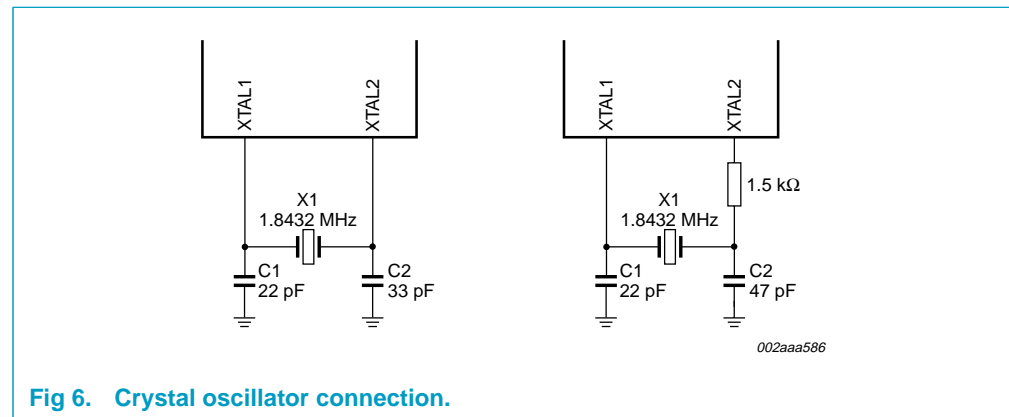 XTAL1
XTAL2
X1
1.8432 MHz
C1
22 pF
C2
33 pF
XTAL1
XTAL2
1.5 kΩ
X1
1.8432 MHz
C1
22 pF
C2
47 pF
002aaa586
Fig 6. Crystal oscillator connection.